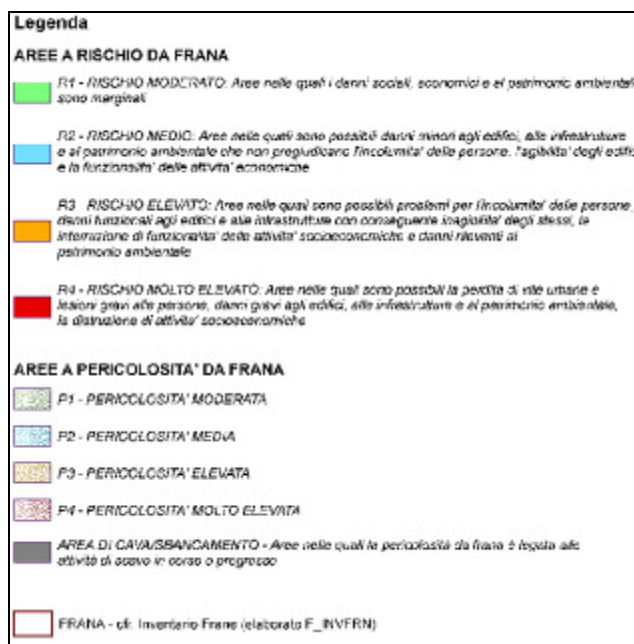 Legenda
AREE A RISCHIO DA FRANA
R1 - RISCHIO MODERATO: Aree nelle quali i danni sociali, economici e al patrimonio ambientale
sono marginali
R2 - RISCHIO MEDIO: Aree nelle quali sono possibili danni minori agli edifici, alle infrastrutture
e al patrimonio ambientale che non pregiudicano l'incolumita' delle persone, l'agibilita' degli edifici
e la funzionalita' delle attivita' economiche
R3 - RISCHIO ELEVATO: Aree nelle quali sono possibili problemi per l'incolumita' delle persone,
danni funzionali agli edifici e alle infrastrutture con conseguente inagibilita' degli stessi, la
interruzione di funzionalita' delle attivita' socioeconomiche e danni rilevanti al
patrimonio ambientale
R4 - RISCHIO MOLTO ELEVATO: Aree nelle quali sono possibili la perdita di vite umane e
lesioni gravi alle persone, danni gravi agli edifici, alle infrastrutture e al patrimonio ambientale,
la distruzione di attivita' socioeconomiche
AREE A PERICOLOSITA' DA FRANA
P1 - PERICOLOSITA' MODERATA
P2 - PERICOLOSITA' MEDIA
P3 - PERICOLOSITA' ELEVATA
P4 - PERICOLOSITA' MOLTO ELEVATA
AREA DI CAVA/SBANCAMENTO - Aree nelle quali la pericolosità da frana è legata alle
attività di scavo in corso o pregresso
FRANA - cfr. Inventario Frane (elaborato F_INVFRN)